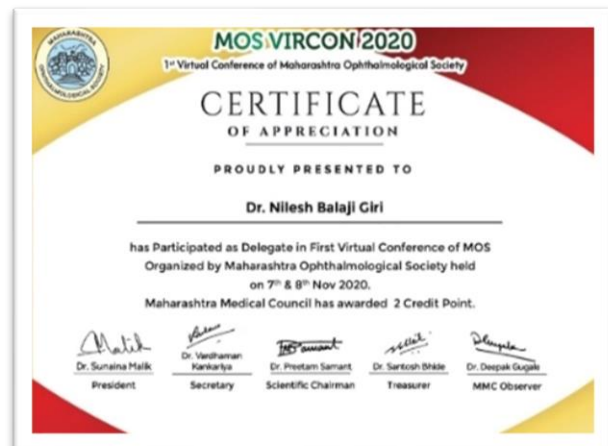 MAHARASHTRA
OPHTHALMOLOGICAL SOCIETY
MOS VIRCON 2020
1st Virtual Conference of Maharashtra Ophthalmological Society
CERTIFICATE
OF APPRECIATION
PROUDLY PRESENTED TO
Dr. Nilesh Balaji Giri
has Participated as Delegate in First Virtual Conference of MOS
Organized by Maharashtra Ophthalmological Society held
on 7th & 8th Nov 2020.
Maharashtra Medical Council has awarded 2 Credit Point.
Dr. Sunaina Malik
President
Dr. Vardhaman
Kankariya
Secretary
Dr. Preetam Samant
Scientific Chairman
Dr. Santosh Bhide
Treasurer
Dr. Deepak Gugale
MMC Observer